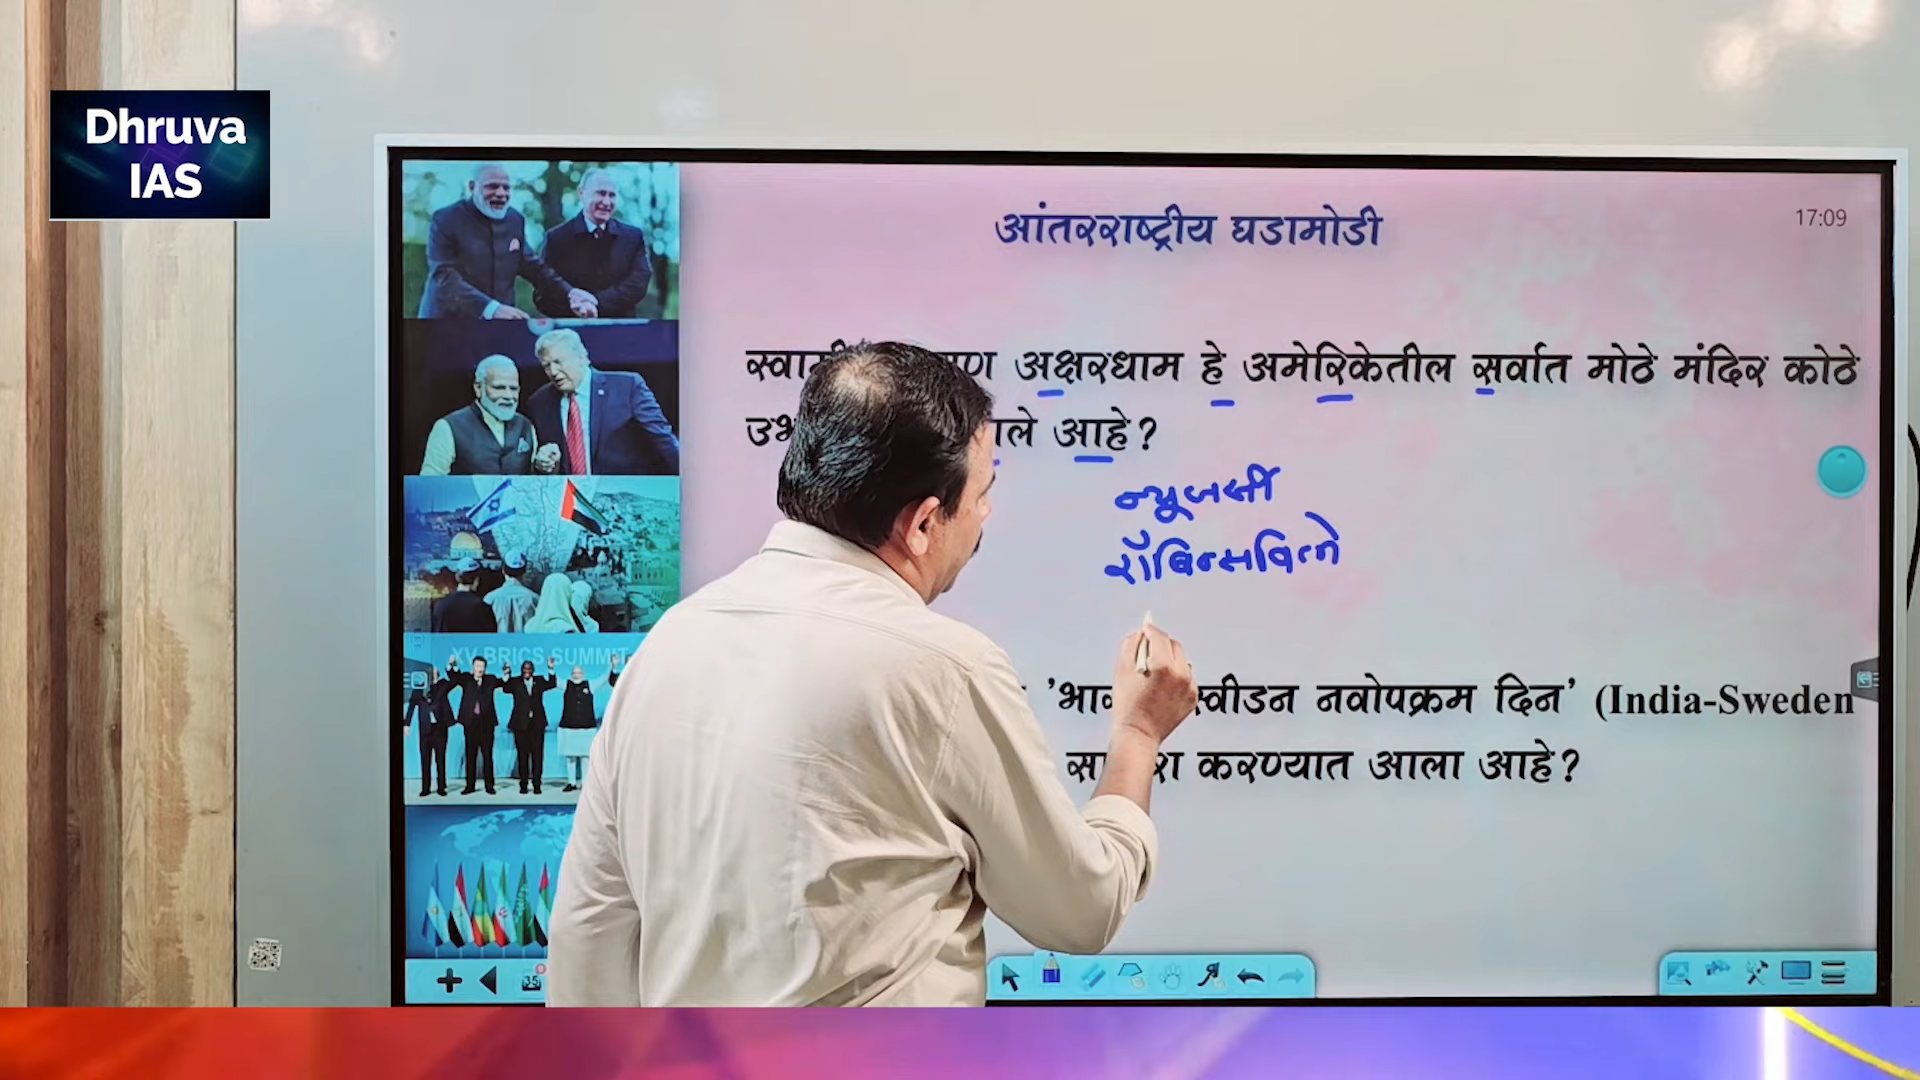 Dhruva
IAS
आंतरराष्ट्रीय घडामोडी
17:09
अक्षरधाम हे अमेरिकेतील सर्वात मोठे मंदिर कोठे
आहे?
न्यूजर्सी
रॉबिन्सविले
XV BRICS SUMMIT
स्वीडन नवोपक्रम दिन' (India-Sweden
करण्यात आला आहे?
35